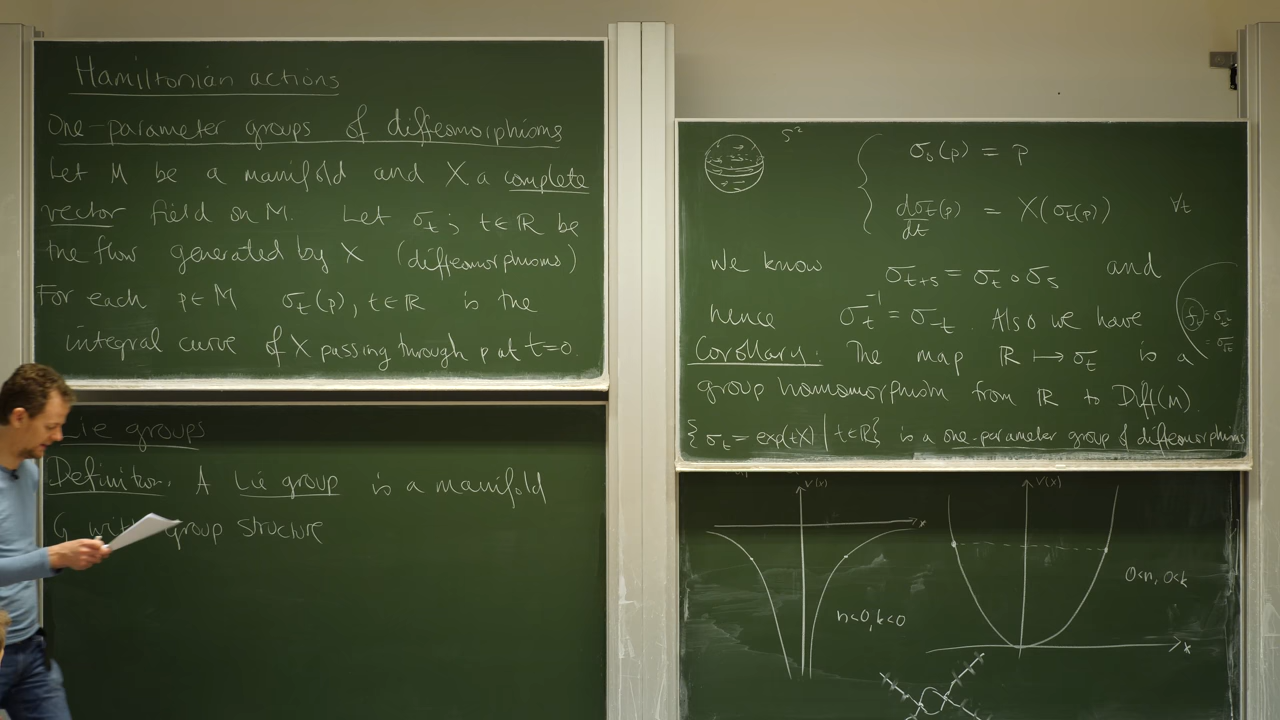 Hamiltonian actions
One-parameter groups of diffeomorphisms
Let M be a manifold and X a complete
vector field on M. Let σ_t ; t∈ℝ be
the flow generated by X (diffeomorphisms)
For each p∈M σ_t(p), t∈ℝ is the
integral curve of X passing through p at t=0.
Lie groups
Definition. A Lie group is a manifold
G with group structure
S²
σ₀(p) = p
dσ_t(p)/dt = X(σ_t(p)) ∀t
We know σ_{t+s} = σ_t ∘ σ_s and
hence σ_t⁻¹ = σ_{-t}. Also we have
Corollary: The map ℝ ↦ σ_t is a
group homomorphism from ℝ to Diff(M).
{σ_t = exp(tX) | t∈ℝ} is a one-parameter group of diffeomorphisms
V(x)
x
n<0, k<0
V(x)
0<n, 0<k
x